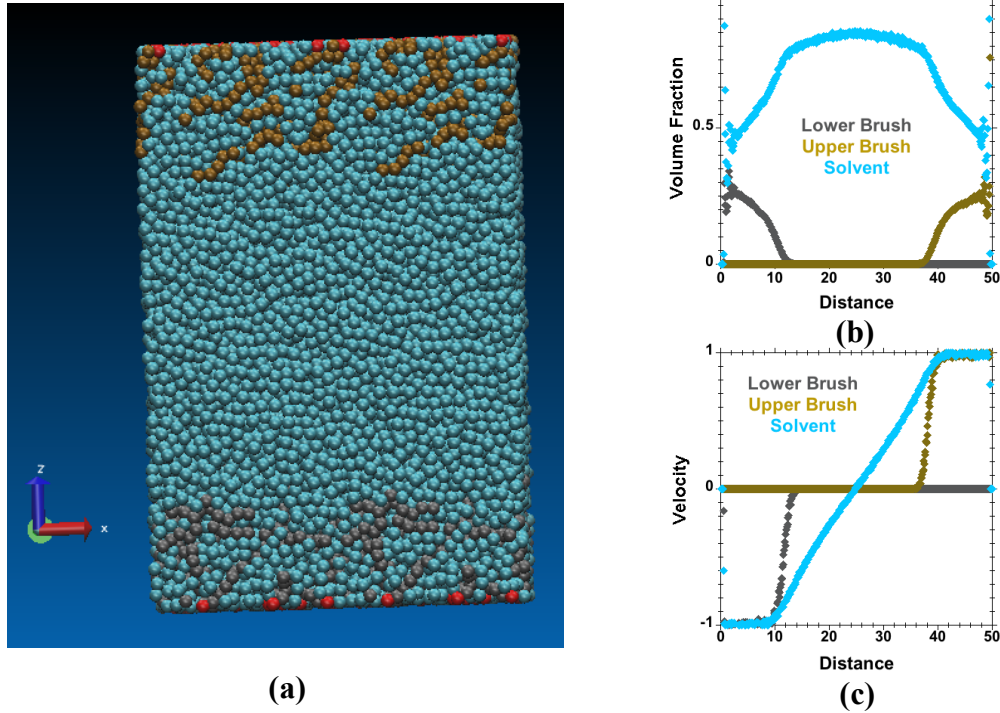 z
x
(a)
Volume Fraction
0.5
0
Lower Brush
Upper Brush
Solvent
0
10
20
30
40
50
Distance
(b)
Velocity
1
0
-1
Lower Brush
Upper Brush
Solvent
0
10
20
30
40
50
Distance
(c)